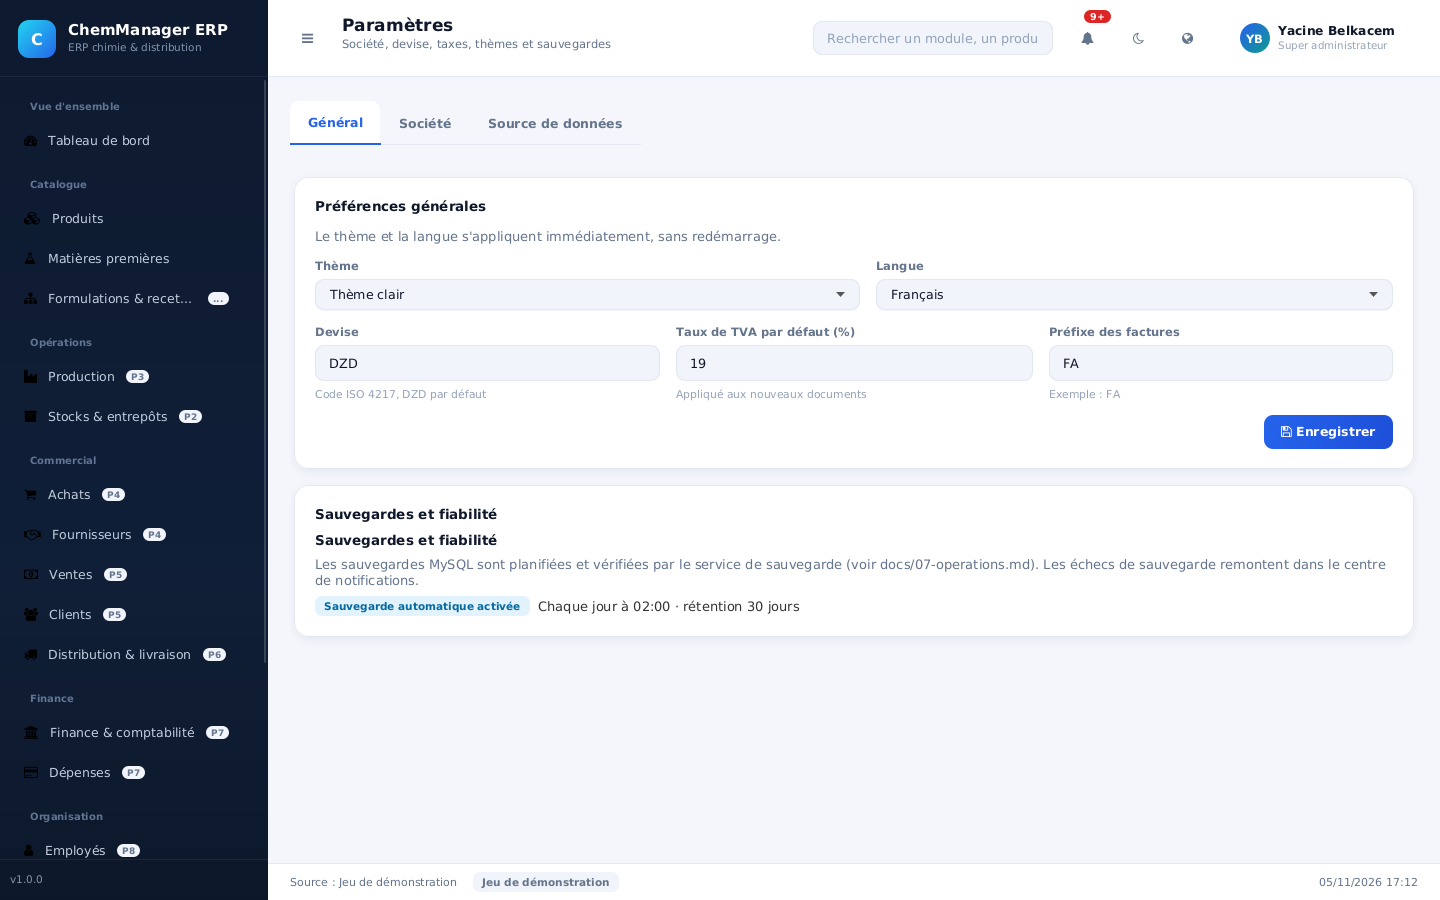 C
ChemManager ERP
ERP chimie & distribution
Vue d'ensemble
Tableau de bord
Catalogue
Produits
Matières premières
Formulations & recet... ...
Opérations
Production P3
Stocks & entrepôts P2
Commercial
Achats P4
Fournisseurs P4
Ventes P5
Clients P5
Distribution & livraison P6
Finance
Finance & comptabilité P7
Dépenses P7
Organisation
Employés P8
v1.0.0
Paramètres
Société, devise, taxes, thèmes et sauvegardes
Rechercher un module, un produ
9+
YB
Yacine Belkacem
Super administrateur
Général Société Source de données
Préférences générales
Le thème et la langue s'appliquent immédiatement, sans redémarrage.
Thème Langue
Thème clair Français
Devise Taux de TVA par défaut (%) Préfixe des factures
DZD 19 FA
Code ISO 4217, DZD par défaut Appliqué aux nouveaux documents Exemple : FA
Enregistrer
Sauvegardes et fiabilité
Sauvegardes et fiabilité
Les sauvegardes MySQL sont planifiées et vérifiées par le service de sauvegarde (voir docs/07-operations.md). Les échecs de sauvegarde remontent dans le centre
de notifications.
Sauvegarde automatique activée Chaque jour à 02:00 · rétention 30 jours
Source : Jeu de démonstration Jeu de démonstration 05/11/2026 17:12